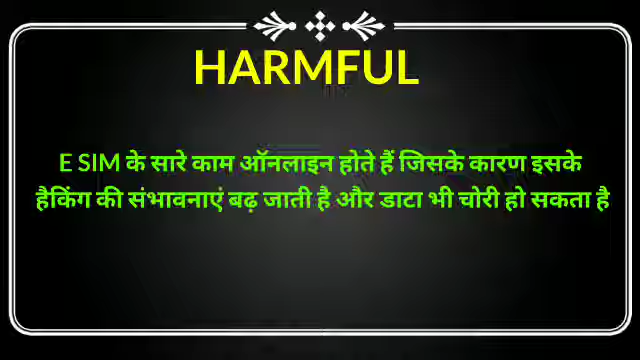 HARMFUL
E SIM के सारे काम ऑनलाइन होते हैं जिसके कारण इसके
हैकिंग की संभावनाएं बढ़ जाती है और डाटा भी चोरी हो सकता है